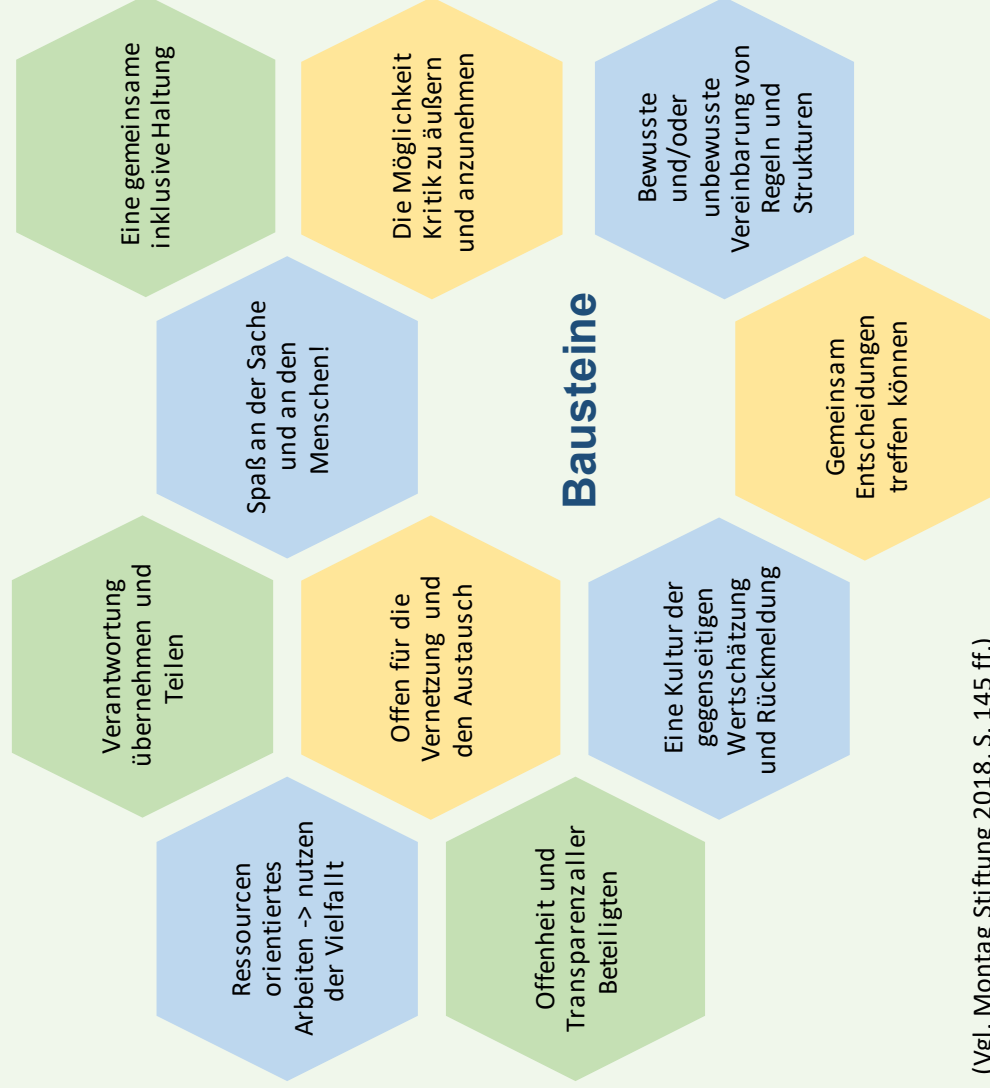 Verantwortung
übernehmen und
Teilen
Eine gemeinsame
inklusive Haltung
Ressourcen
orientiertes
Arbeiten -> nutzen
der Vielfallt
Spaß an der Sache
und an den
Menschen!
Offen für die
Vernetzung und
den Austausch
Die Möglichkeit
Kritik zu äußern
und anzunehmen
Offenheit und
Transparenz aller
Beteiligten
Bausteine
Eine Kultur der
gegenseitigen
Wertschätzung
und Rückmeldung
Bewusste
und/oder
unbewusste
Vereinbarung von
Regeln und
Strukturen
Gemeinsam
Entscheidungen
treffen können
(Vgl. Montag Stiftung 2018, S. 145 ff.)